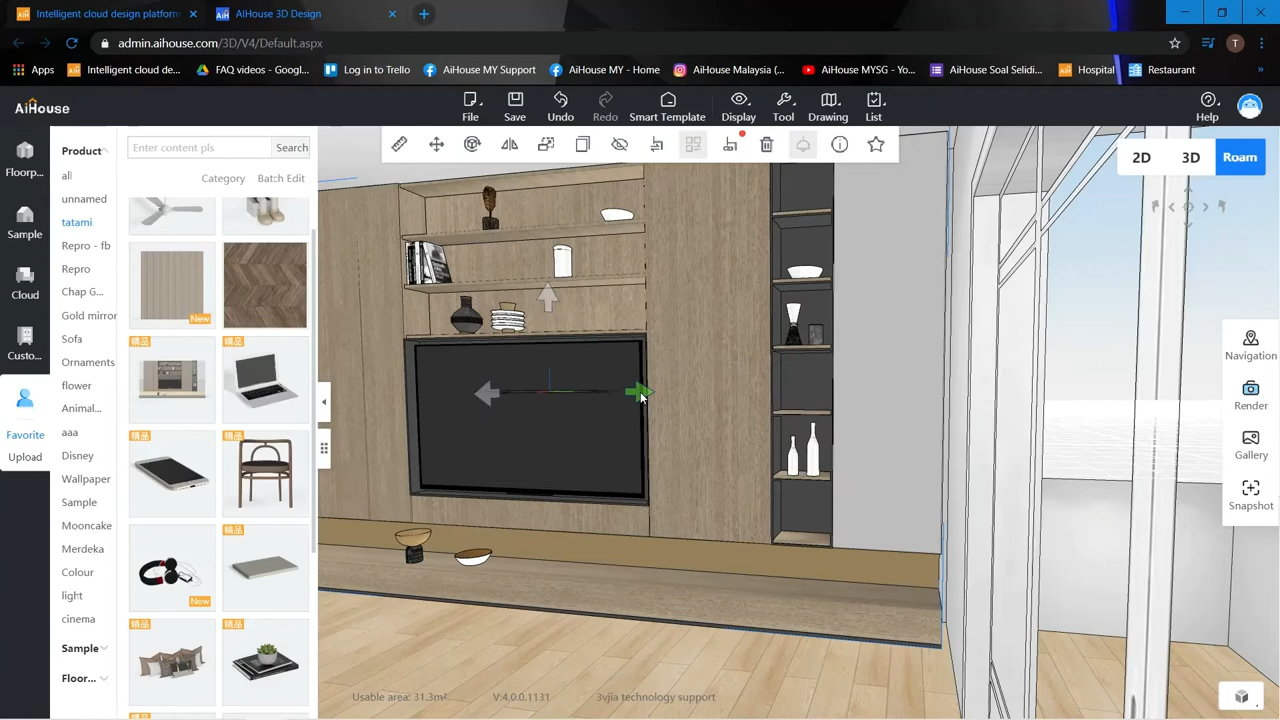 Intelligent cloud design platform
AIHouse 3D Design
admin.aihouse.com/3D/V4/Default.aspx
T
Apps
Intelligent cloud de...
FAQ videos - Googl...
Log in to Trello
AiHouse MY Support
AiHouse MY - Home
AiHouse Malaysia (...
AiHouse MYSG - Yo...
AiHouse Soal Selidi...
Hospital
Restaurant
AiHouse
File
Save
Undo
Redo
Smart Template
Display
Tool
Drawing
List
Help
Floorp...
Sample
Cloud
Custo...
Favorite
Upload
Product
all
unnamed
tatami
Repro - fb
Repro
Chap G...
Gold mirror
Sofa
Ornaments
flower
Animal...
aaa
Disney
Wallpaper
Sample
Mooncake
Merdeka
Colour
light
cinema
Sample
Floor...
Enter content pls
Search
Category
Batch Edit
New
精品
精品
精品
精品
New
精品
精品
精品
2D
3D
Roam
Navigation
Render
Gallery
Snapshot
Usable area: 31.3m²
V:4.0.0.1131
3vjia technology support